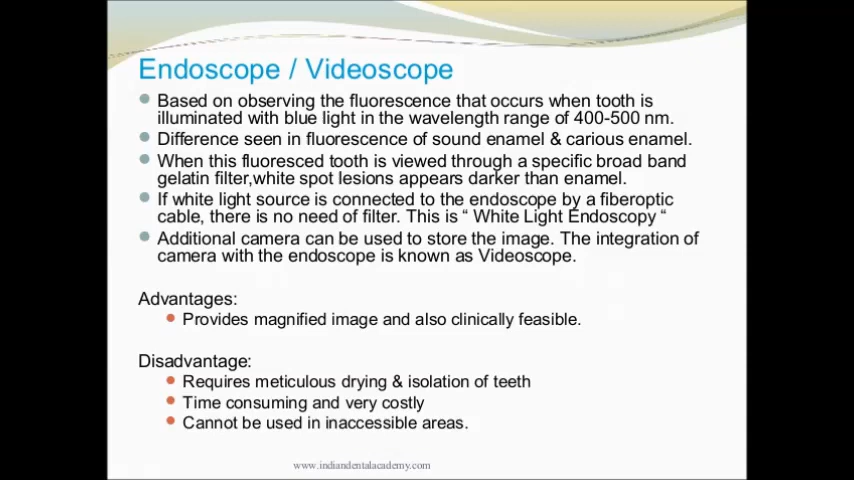 Endoscope / Videoscope
Based on observing the fluorescence that occurs when tooth is
illuminated with blue light in the wavelength range of 400-500 nm.
Difference seen in fluorescence of sound enamel & carious enamel.
When this fluoresced tooth is viewed through a specific broad band
gelatin filter,white spot lesions appears darker than enamel.
If white light source is connected to the endoscope by a fiberoptic
cable, there is no need of filter. This is “ White Light Endoscopy “
Additional camera can be used to store the image. The integration of
camera with the endoscope is known as Videoscope.
Advantages:
Provides magnified image and also clinically feasible.
Disadvantage:
Requires meticulous drying & isolation of teeth
Time consuming and very costly
Cannot be used in inaccessible areas.
www.indiandentalacademy.com